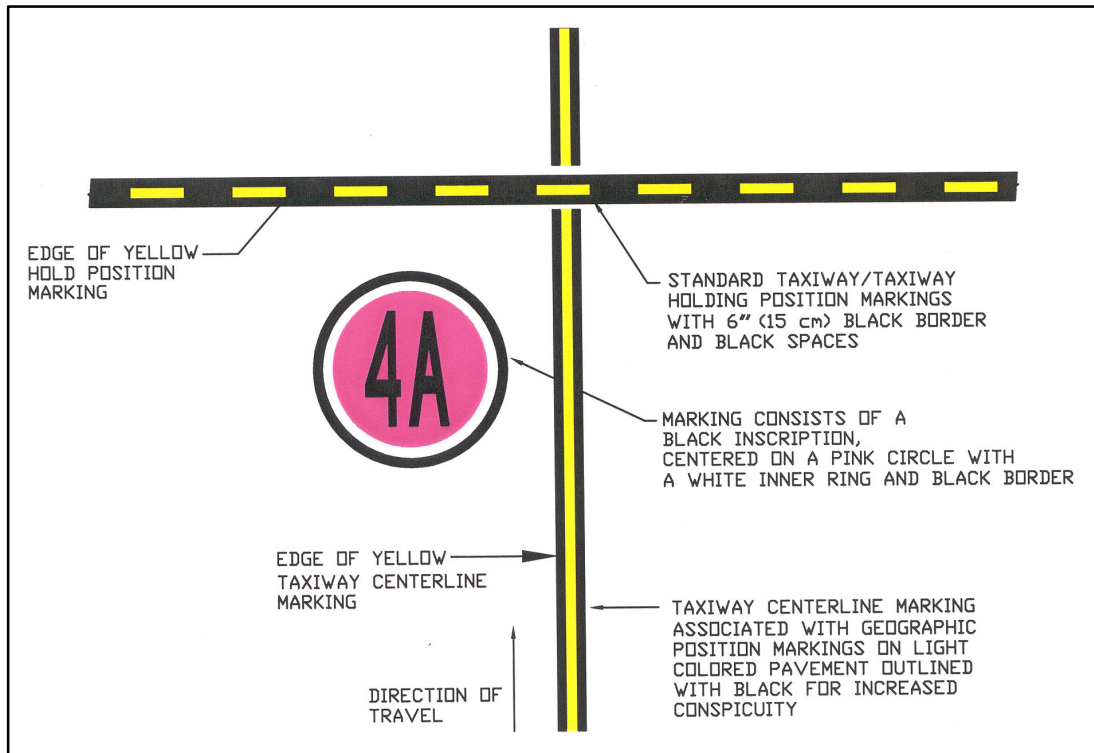 EDGE OF YELLOW
HOLD POSITION
MARKING
STANDARD TAXIWAY/TAXIWAY
HOLDING POSITION MARKINGS
WITH 6" (15 cm) BLACK BORDER
AND BLACK SPACES
4A
MARKING CONSISTS OF A
BLACK INSCRIPTION,
CENTERED ON A PINK CIRCLE WITH
A WHITE INNER RING AND BLACK BORDER
EDGE OF YELLOW
TAXIWAY CENTERLINE
MARKING
TAXIWAY CENTERLINE MARKING
ASSOCIATED WITH GEOGRAPHIC
POSITION MARKINGS ON LIGHT
COLORED PAVEMENT OUTLINED
WITH BLACK FOR INCREASED
CONSPICUITY
DIRECTION OF
TRAVEL